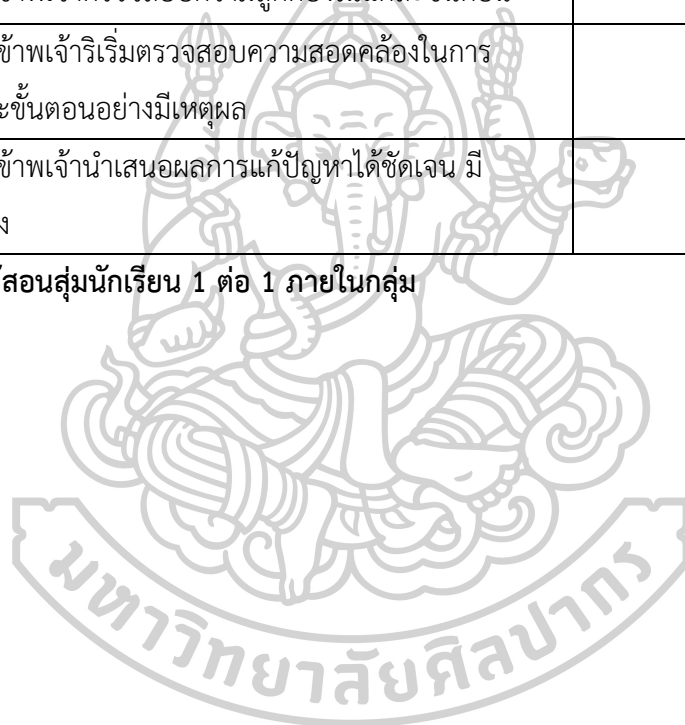 ข้าพเจ้าริเริ่มตรวจสอบความสอดคล้องในการ
ะขั้นตอนอย่างมีเหตุผล
ข้าพเจ้านำเสนอผลการแก้ปัญหาได้ชัดเจน มี
ง
สอนสุ่มนักเรียน 1 ต่อ 1 ภายในกลุ่ม
มหาวิทยาลัยศิลปากร